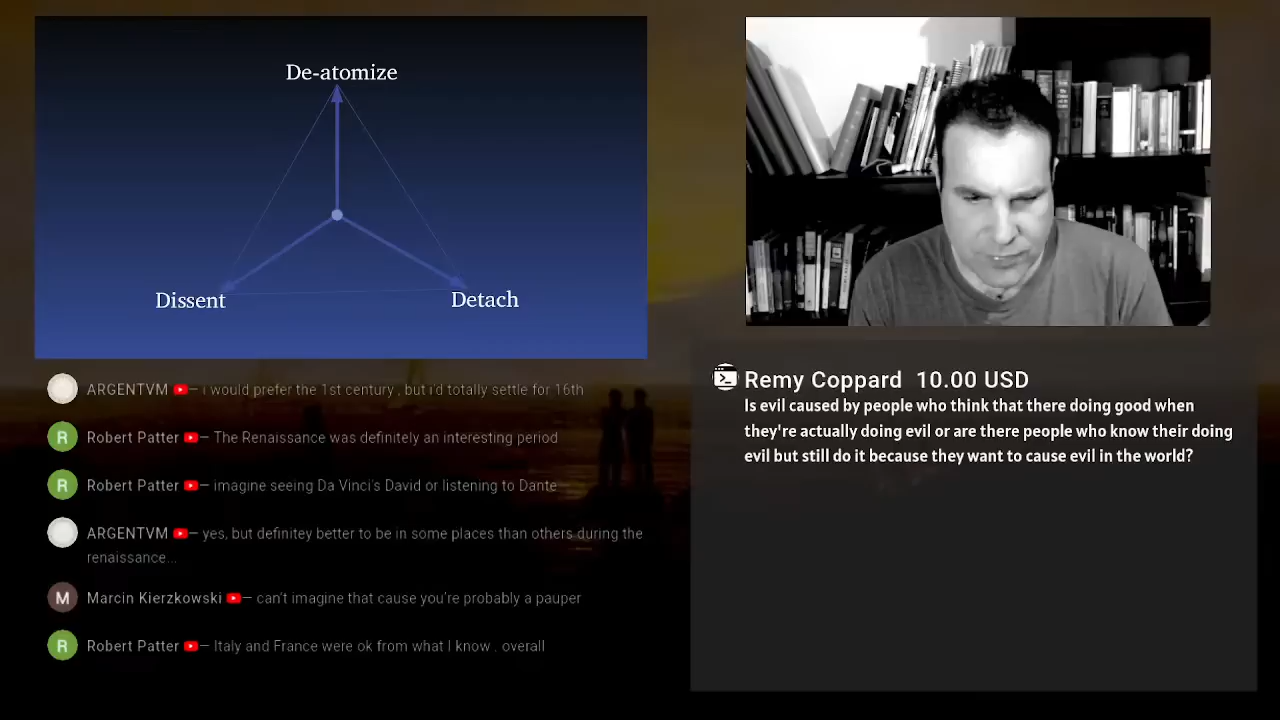 De-atomize
Dissent
Detach
ARGENTVM — i would prefer the 1st century , but i'd totally settle for 16th
R Robert Patter — The Renaissance was definitely an interesting period
R Robert Patter — imagine seeing Da Vinci's David or listening to Dante
ARGENTVM — yes, but definitey better to be in some places than others during the
renaissance...
M Marcin Kierzkowski — can't imagine that cause you're probably a pauper
R Robert Patter — Italy and France were ok from what I know . overall
Remy Coppard 10.00 USD
Is evil caused by people who think that there doing good when
they're actually doing evil or are there people who know their doing
evil but still do it because they want to cause evil in the world?